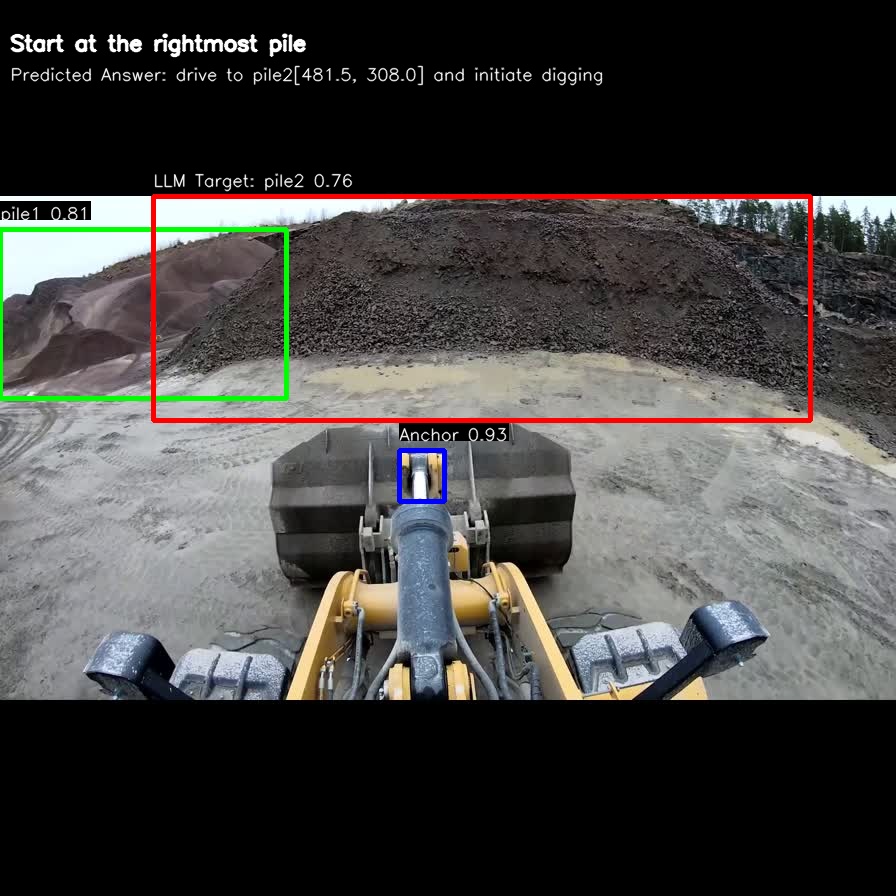 Start at the rightmost pile
Predicted Answer: drive to pile2[481.5, 308.0] and initiate digging
LLM Target: pile2 0.76
pile1 0.81
Anchor 0.93